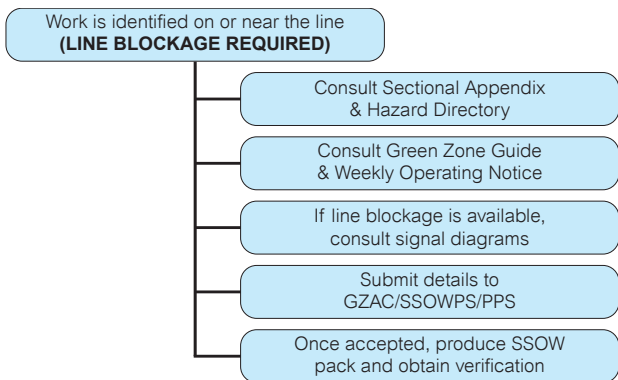 Work is identified on or near the line
(LINE BLOCKAGE REQUIRED)
Consult Sectional Appendix
& Hazard Directory
Consult Green Zone Guide
& Weekly Operating Notice
If line blockage is available,
consult signal diagrams
Submit details to
GZAC/SSOWPS/PPS
Once accepted, produce SSOW
pack and obtain verification